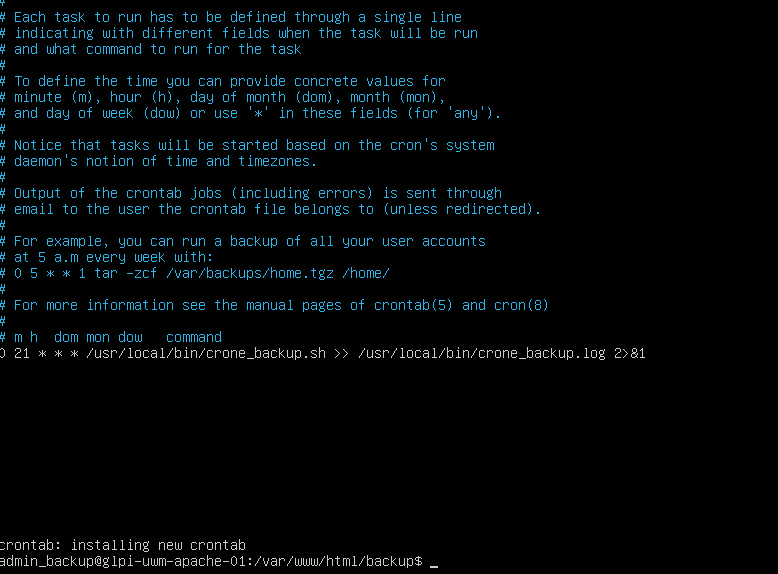 #
# Each task to run has to be defined through a single line
# indicating with different fields when the task will be run
# and what command to run for the task
#
# To define the time you can provide concrete values for
# minute (m), hour (h), day of month (dom), month (mon),
# and day of week (dow) or use '*' in these fields (for 'any').
#
# Notice that tasks will be started based on the cron's system
# daemon's notion of time and timezones.
#
# Output of the crontab jobs (including errors) is sent through
# email to the user the crontab file belongs to (unless redirected).
#
# For example, you can run a backup of all your user accounts
# at 5 a.m every week with:
# 0 5 * * 1 tar -zcf /var/backups/home.tgz /home/
#
# For more information see the manual pages of crontab(5) and cron(8)
#
# m h  dom mon dow   command
0 21 * * * /usr/local/bin/crone_backup.sh >> /usr/local/bin/crone_backup.log 2>&1
crontab: installing new crontab
admin_backup@glpi-uwm-apache-01:/var/www/html/backup$ _